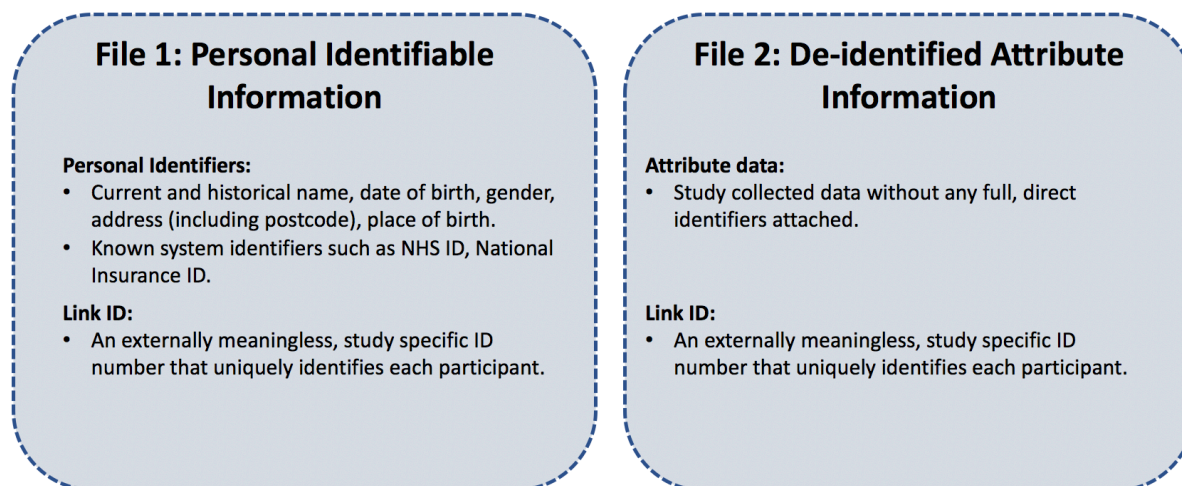 File 1: Personal Identifiable
Information
Personal Identifiers:
• Current and historical name, date of birth, gender,
address (including postcode), place of birth.
• Known system identifiers such as NHS ID, National
Insurance ID.
Link ID:
• An externally meaningless, study specific ID
number that uniquely identifies each participant.
File 2: De-identified Attribute
Information
Attribute data:
• Study collected data without any full, direct
identifiers attached.
Link ID:
• An externally meaningless, study specific ID
number that uniquely identifies each participant.